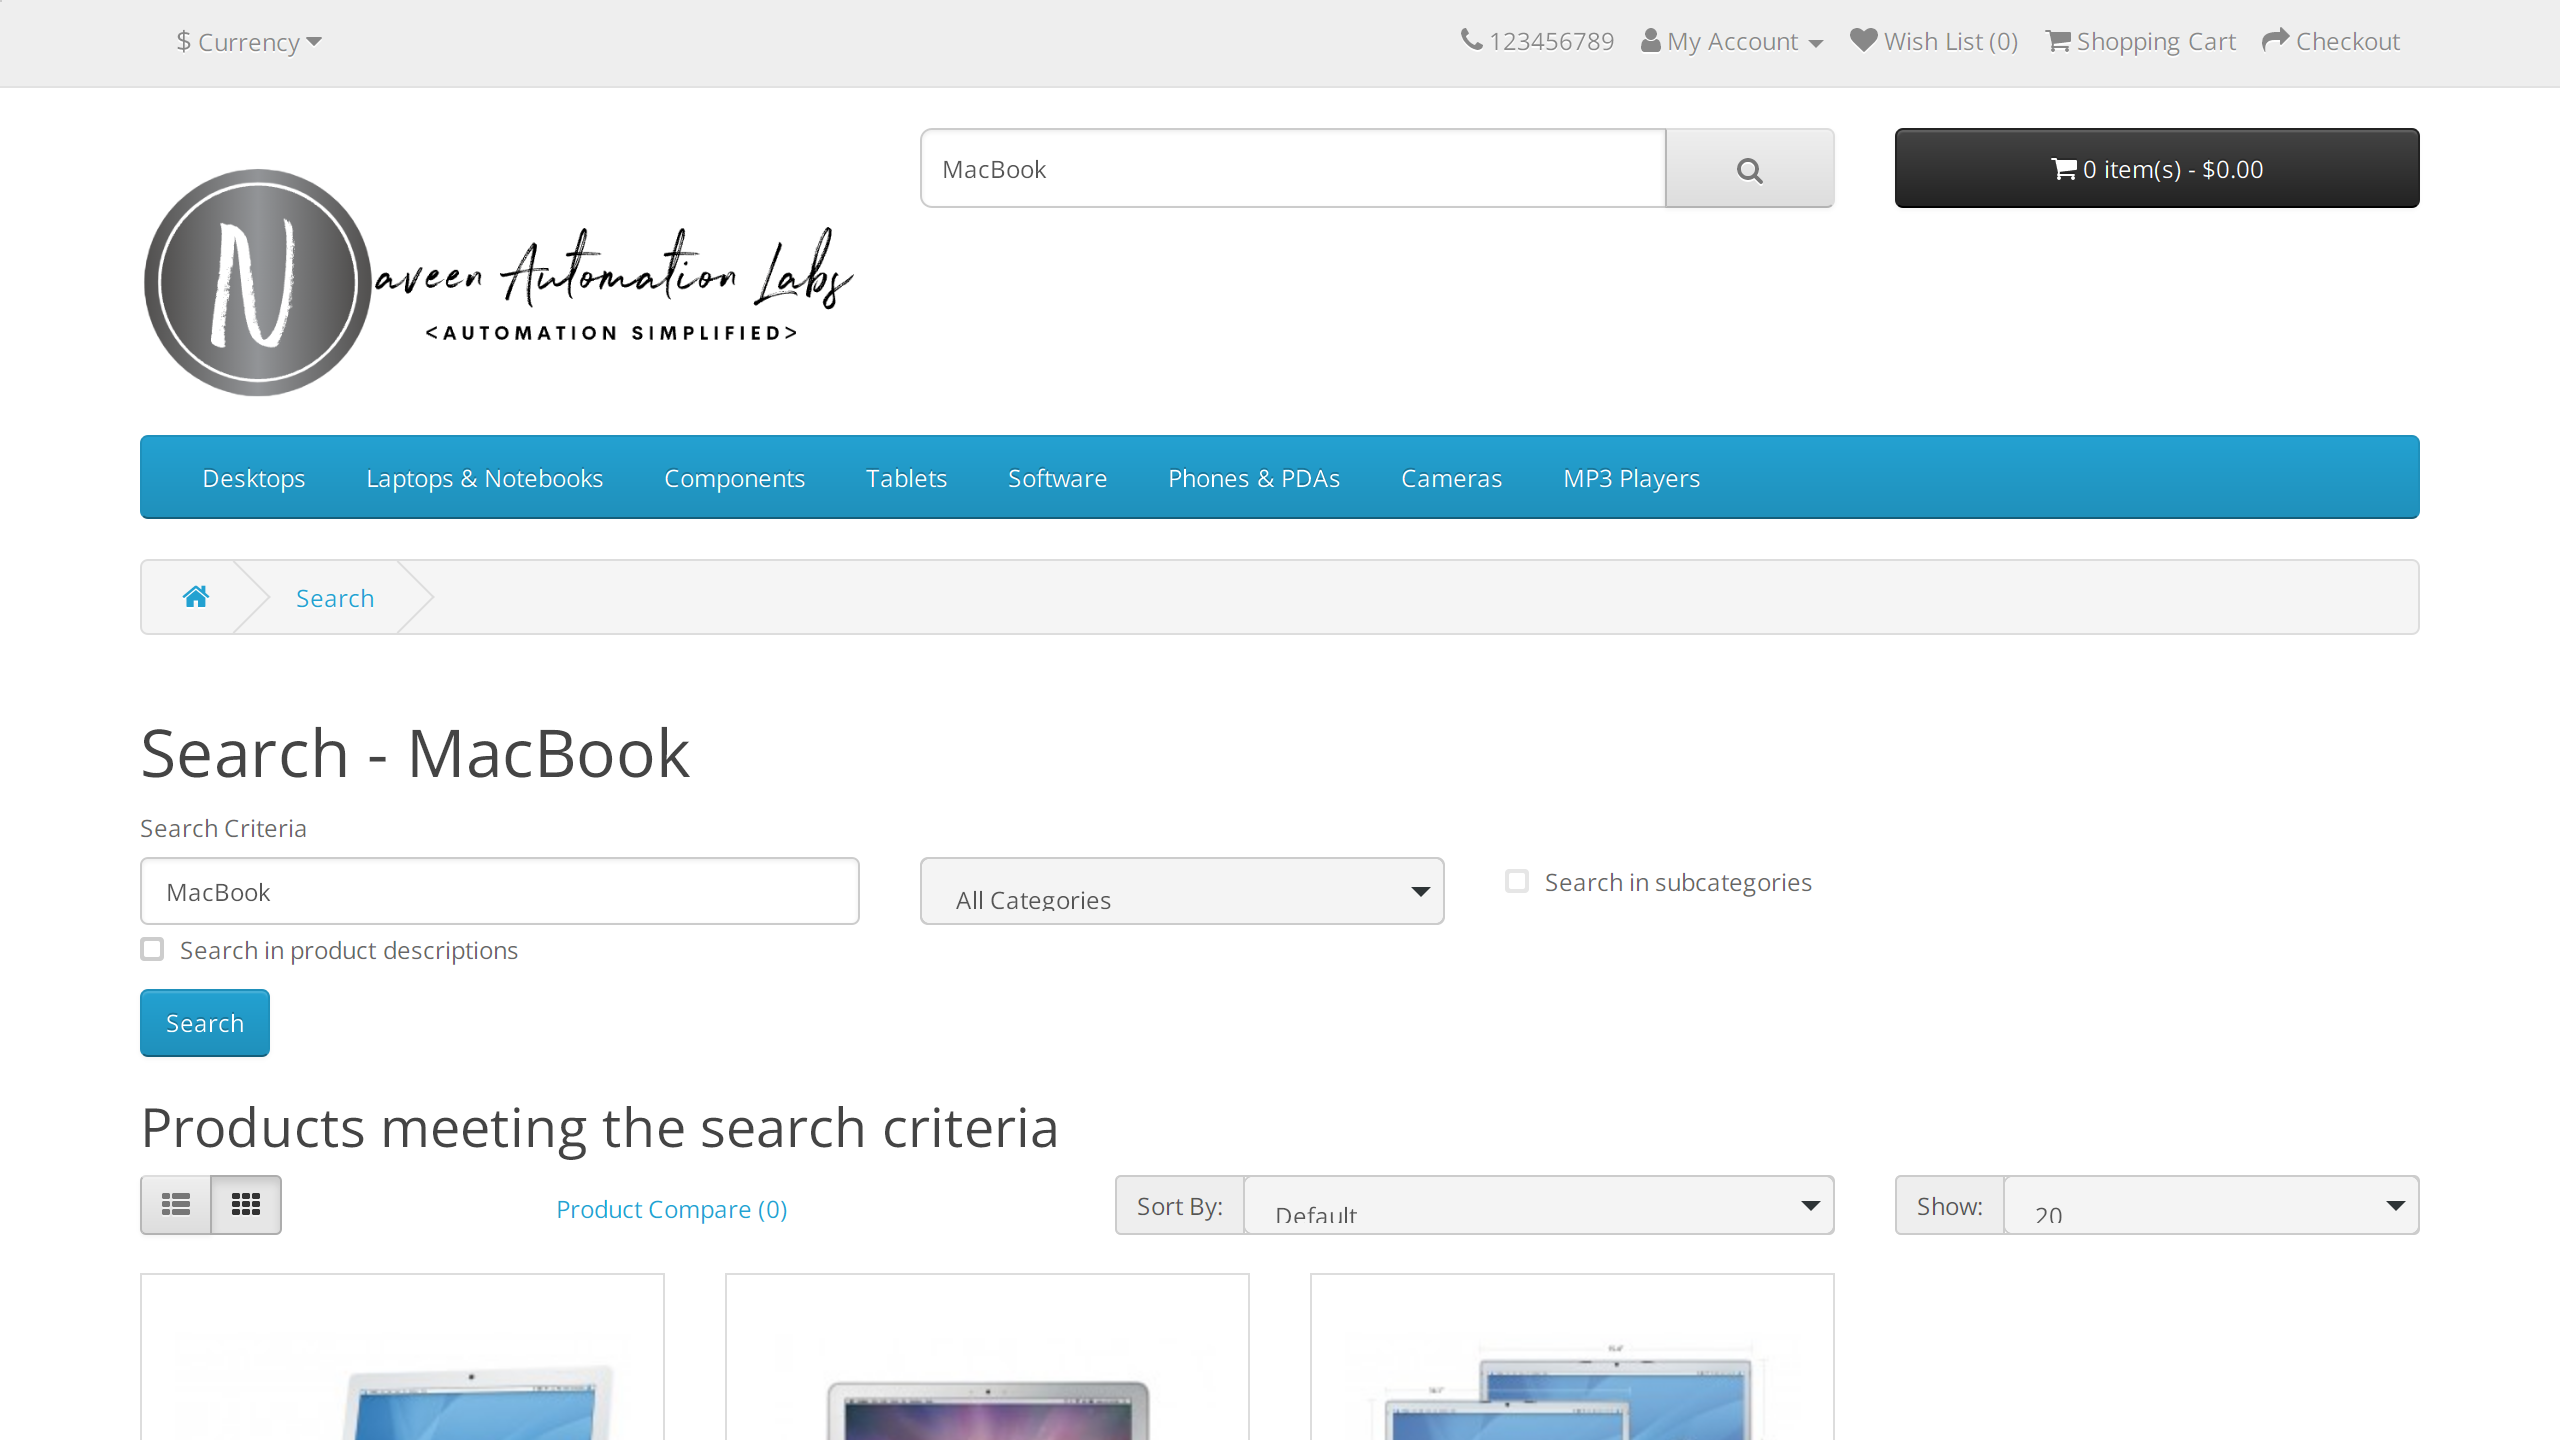 $ Currency
123456789 My Account Wish List (0) Shopping Cart Checkout
MacBook
0 item(s) - $0.00
N aveen Automation Labs
<AUTOMATION SIMPLIFIED>
Desktops Laptops & Notebooks Components Tablets Software Phones & PDAs Cameras MP3 Players
Search
Search - MacBook
Search Criteria
MacBook
All Categories
Search in subcategories
Search in product descriptions
Search
Products meeting the search criteria
Product Compare (0)
Sort By: Default
Show: 20